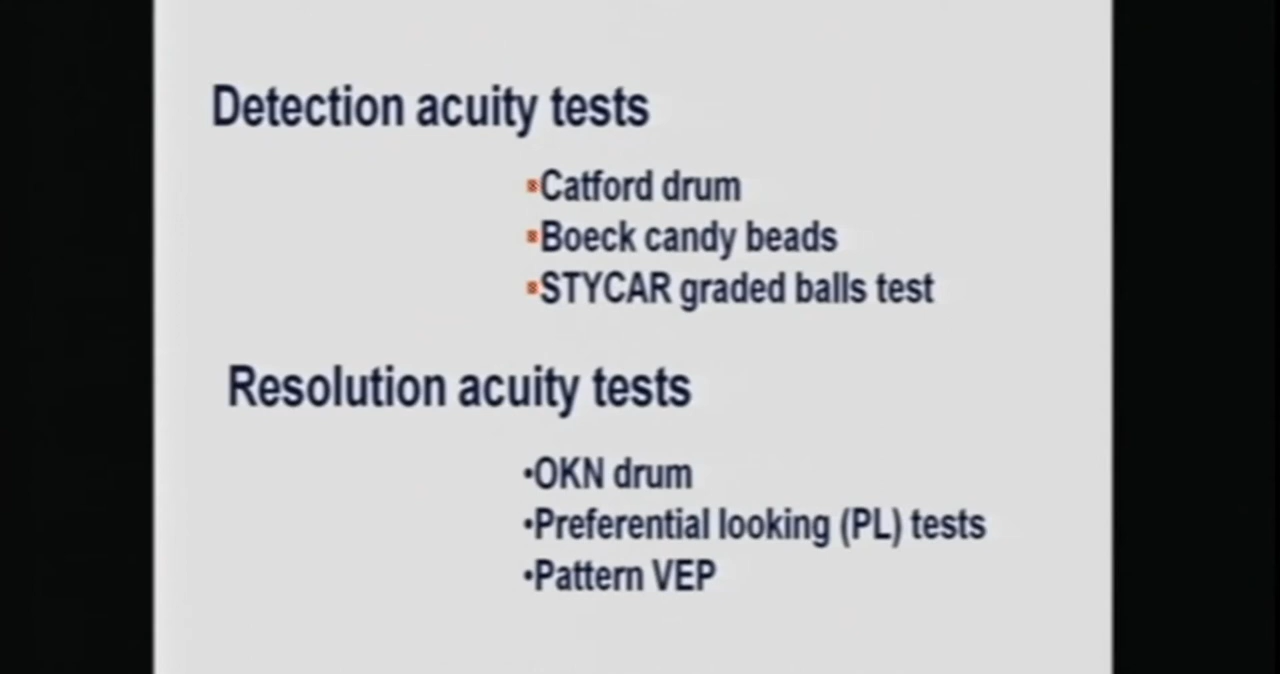 Detection acuity tests
▪Catford drum
▪Boeck candy beads
▪STYCAR graded balls test
Resolution acuity tests
•OKN drum
•Preferential looking (PL) tests
•Pattern VEP